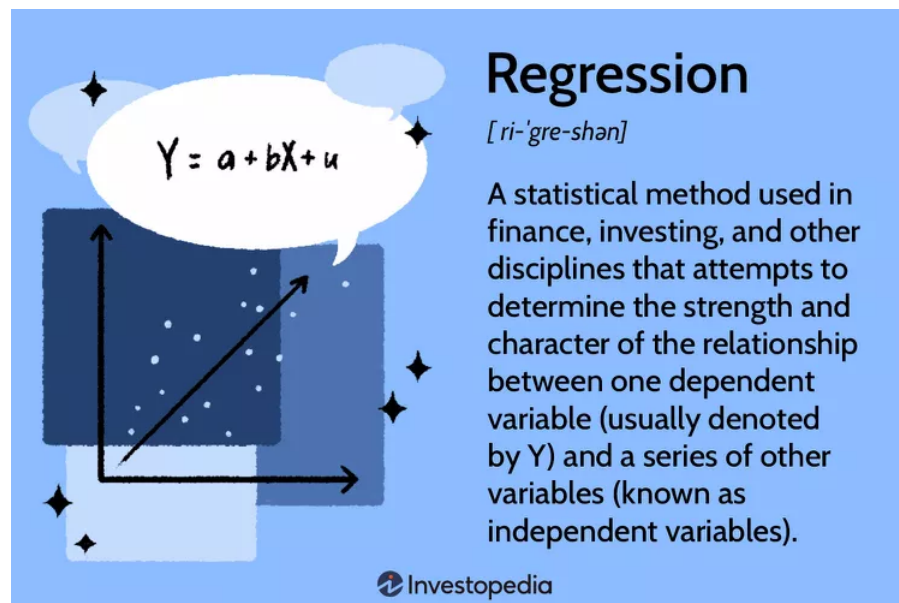 Y = a + bX + u
Regression
[ ri-ˈgre-shən]
A statistical method used in
finance, investing, and other
disciplines that attempts to
determine the strength and
character of the relationship
between one dependent
variable (usually denoted
by Y) and a series of other
variables (known as
independent variables).
Investopedia